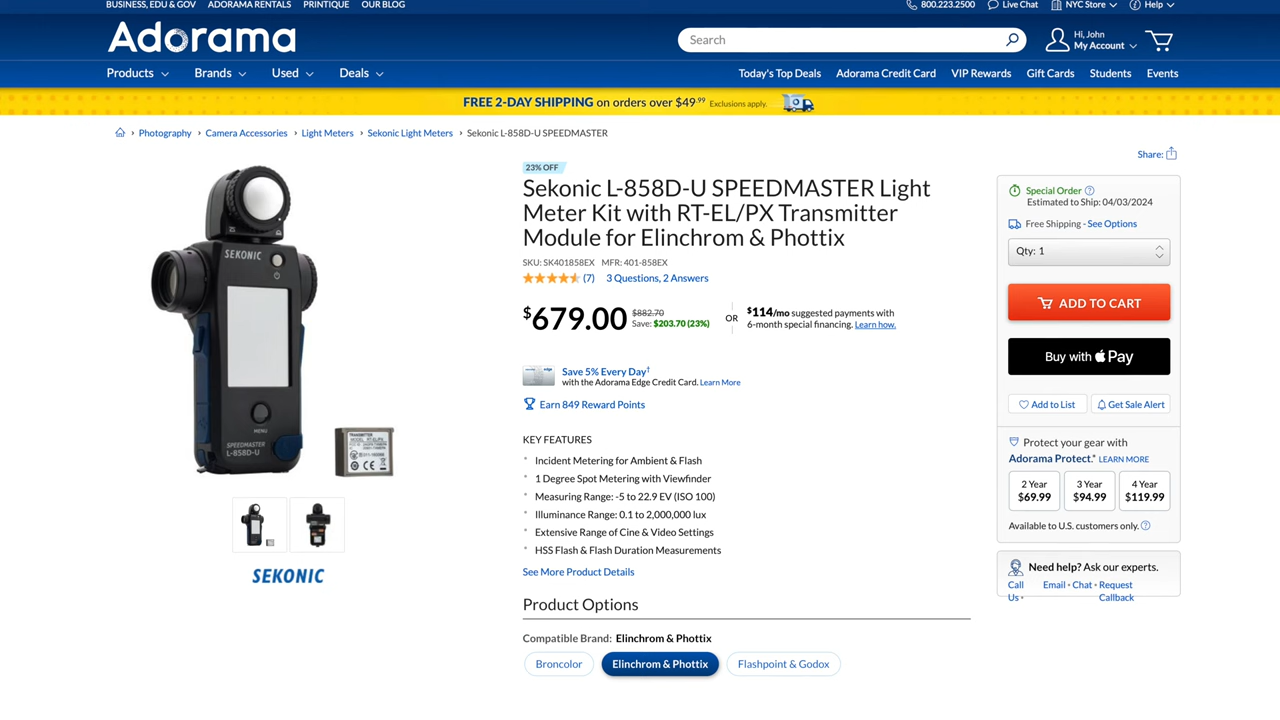 BUSINESS, EDU & GOV ADORAMA RENTALS PRINTIQUE OUR BLOG
800.223.2500 Live Chat NYC Store Help
Adorama
Search
Hi, John
My Account
Products Brands Used Deals
Today's Top Deals Adorama Credit Card VIP Rewards Gift Cards Students Events
FREE 2-DAY SHIPPING on orders over $49.99 Exclusions apply.
Photography › Camera Accessories › Light Meters › Sekonic Light Meters › Sekonic L-858D-U SPEEDMASTER
Share:
SEKONIC
MENU
SPEEDMASTER
L-858D-U
TRANSMITTER
MODEL RT-EL/PX
SEKONIC
23% OFF
Sekonic L-858D-U SPEEDMASTER Light
Meter Kit with RT-EL/PX Transmitter
Module for Elinchrom & Phottix
SKU: SK401858EX MFR: 401-858EX
(7) 3 Questions, 2 Answers
$679.00
$882.70
Save: $203.70 (23%)
OR
$114/mo suggested payments with
6-month special financing. Learn how.
Save 5% Every Day†
with the Adorama Edge Credit Card. Learn More
Earn 849 Reward Points
KEY FEATURES
Incident Metering for Ambient & Flash
1 Degree Spot Metering with Viewfinder
Measuring Range: -5 to 22.9 EV (ISO 100)
Illuminance Range: 0.1 to 2,000,000 lux
Extensive Range of Cine & Video Settings
HSS Flash & Flash Duration Measurements
See More Product Details
Product Options
Compatible Brand: Elinchrom & Phottix
Broncolor Elinchrom & Phottix Flashpoint & Godox
Special Order
Estimated to Ship: 04/03/2024
Free Shipping - See Options
Qty: 1
ADD TO CART
Buy with Pay
Add to List Get Sale Alert
Protect your gear with
Adorama Protect.* LEARN MORE
2 Year 3 Year 4 Year
$69.99 $94.99 $119.99
Available to U.S. customers only.
Need help? Ask our experts.
Call Email • Chat • Request
Us • Callback